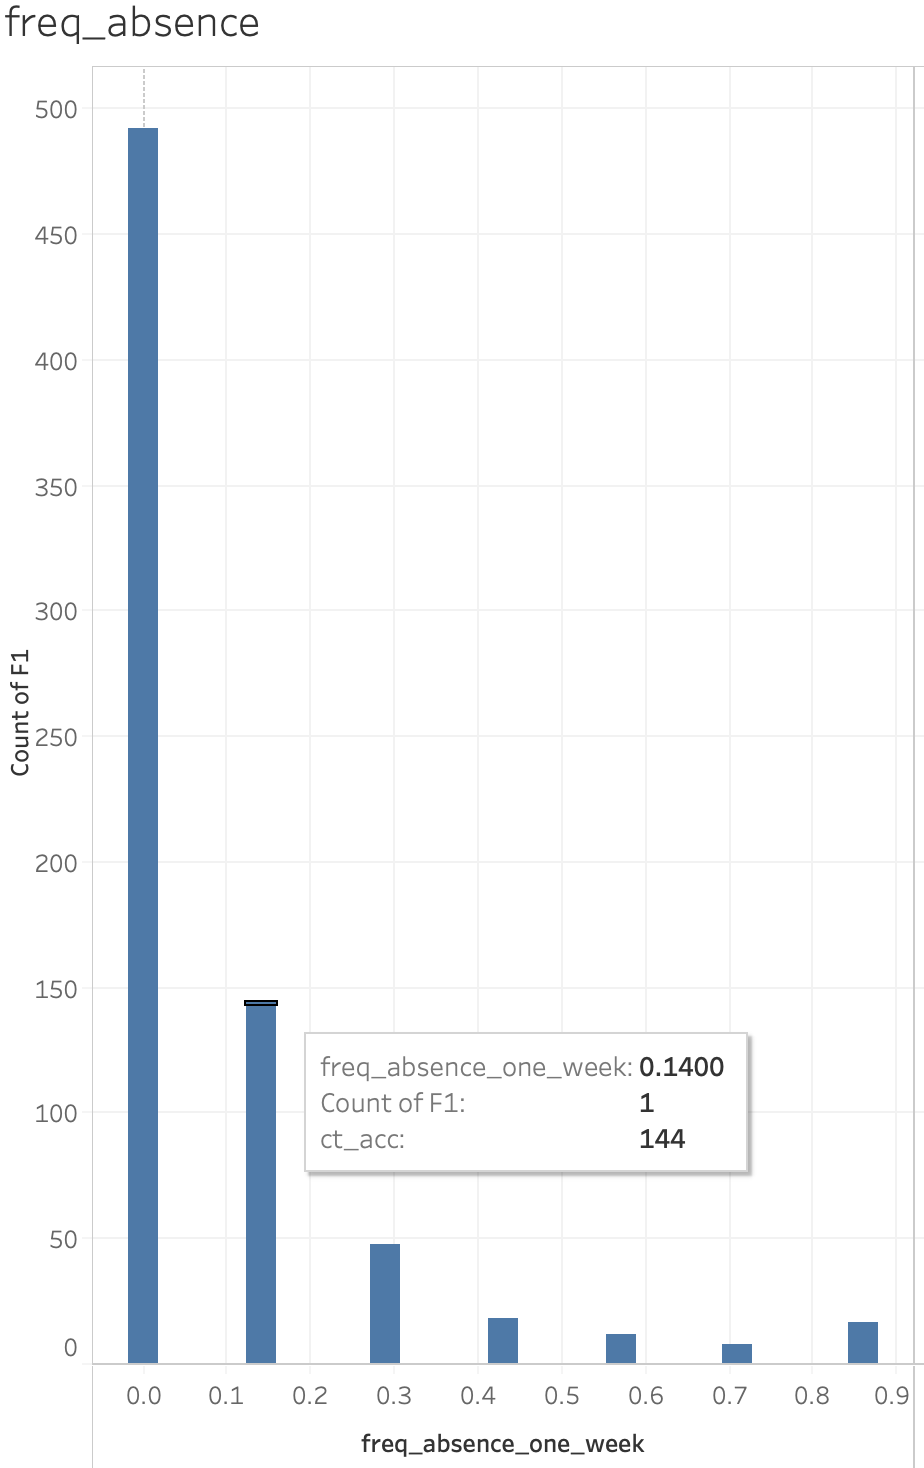 freq_absence
500
450
400
350
300
Count of F1
250
200
150
freq_absence_one_week: 0.1400
Count of F1: 1
ct_acc: 144
100
50
0
0.0 0.1 0.2 0.3 0.4 0.5 0.6 0.7 0.8 0.9
freq_absence_one_week